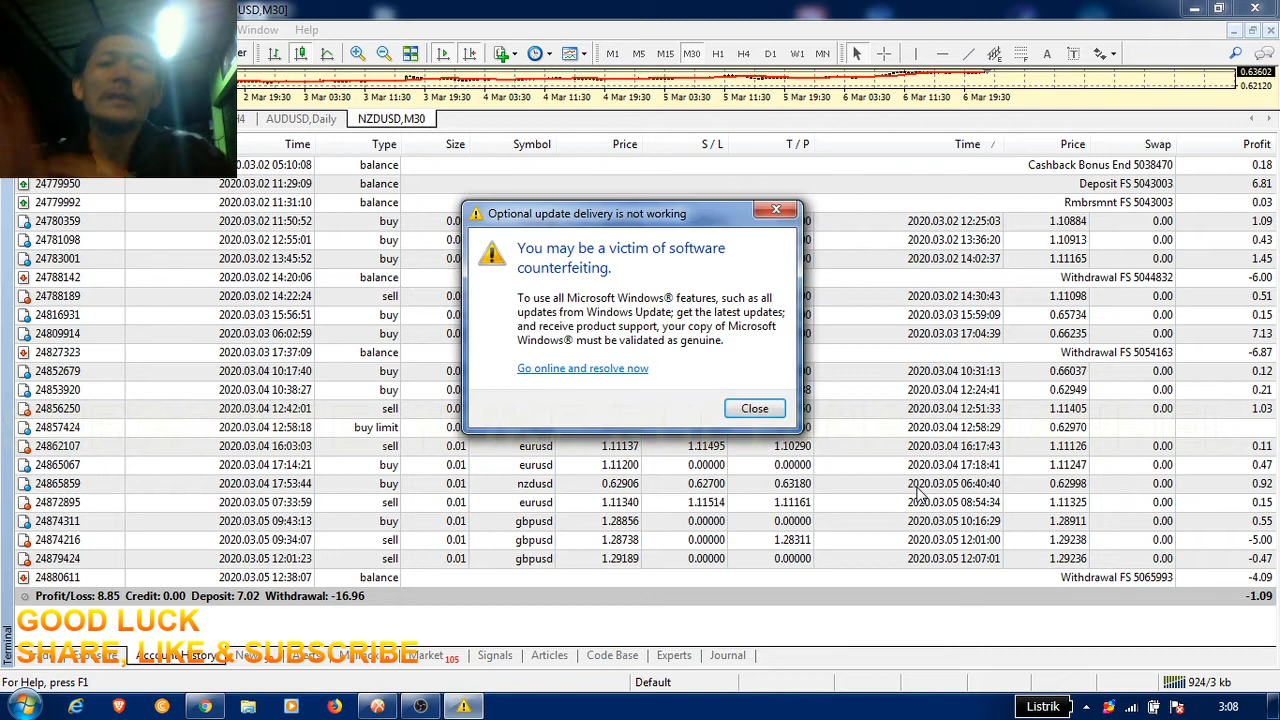 USD,M30]
Window Help
M1 M5 M15 M30 H1 H4 D1 W1 MN
0.63602
0.62120
2 Mar 19:30 3 Mar 03:30 3 Mar 11:30 3 Mar 19:30 4 Mar 03:30 4 Mar 11:30 4 Mar 19:30 5 Mar 03:30 5 Mar 11:30 5 Mar 19:30 6 Mar 03:30 6 Mar 11:30 6 Mar 19:30
H4 AUDUSD,Daily NZDUSD,M30
Time Type Size Symbol Price S / L T / P Time / Price Swap Profit
2020.03.02 05:10:08 balance Cashback Bonus End 5038470 0.18
24779950 2020.03.02 11:29:09 balance Deposit FS 5043003 6.81
24779992 2020.03.02 11:31:10 balance Rmbrsmnt FS 5043003 0.03
24780359 2020.03.02 11:50:52 buy 2020.03.02 12:25:03 1.10884 0.00 1.09
24781098 2020.03.02 12:55:01 buy 2020.03.02 13:36:20 1.10913 0.00 0.43
24783001 2020.03.02 13:45:52 buy 2020.03.02 14:02:37 1.11165 0.00 1.45
24788142 2020.03.02 14:20:06 balance Withdrawal FS 5044832 -6.00
24788189 2020.03.02 14:22:24 sell 2020.03.02 14:30:43 1.11098 0.00 0.51
24816931 2020.03.03 15:56:51 buy 2020.03.03 15:59:09 0.65734 0.00 0.15
24809914 2020.03.03 06:02:59 buy 2020.03.03 17:04:39 0.66235 0.00 7.13
24827323 2020.03.03 17:37:09 balance Withdrawal FS 5054163 -6.87
24852679 2020.03.04 10:17:40 buy 2020.03.04 10:31:13 0.66037 0.00 0.12
24853920 2020.03.04 10:38:27 buy 2020.03.04 12:24:41 0.62949 0.00 0.21
24856250 2020.03.04 12:42:01 sell 2020.03.04 12:51:33 1.11405 0.00 1.03
24857424 2020.03.04 12:58:18 buy limit 2020.03.04 12:58:29 0.62970
24862107 2020.03.04 16:03:03 sell 0.01 eurusd 1.11137 1.11495 1.10290 2020.03.04 16:17:43 1.11126 0.00 0.11
24865067 2020.03.04 17:14:21 buy 0.01 eurusd 1.11200 0.00000 0.00000 2020.03.04 17:18:41 1.11247 0.00 0.47
24865859 2020.03.04 17:53:44 buy 0.01 nzdusd 0.62906 0.62700 0.63180 2020.03.05 06:40:40 0.62998 0.00 0.92
24872895 2020.03.05 07:33:59 sell 0.01 eurusd 1.11340 1.11514 1.11161 2020.03.05 08:54:34 1.11325 0.00 0.15
24874311 2020.03.05 09:43:13 buy 0.01 gbpusd 1.28856 0.00000 0.00000 2020.03.05 10:16:29 1.28911 0.00 0.55
24874216 2020.03.05 09:34:07 sell 0.01 gbpusd 1.28738 0.00000 1.28311 2020.03.05 12:01:00 1.29238 0.00 -5.00
24879424 2020.03.05 12:01:23 sell 0.01 gbpusd 1.29189 0.00000 0.00000 2020.03.05 12:07:01 1.29236 0.00 -0.47
24880611 2020.03.05 12:38:07 balance Withdrawal FS 5065993 -4.09
Profit/Loss: 8.85 Credit: 0.00 Deposit: 7.02 Withdrawal: -16.96 -1.09
Optional update delivery is not working
You may be a victim of software
counterfeiting.
To use all Microsoft Windows® features, such as all
updates from Windows Update; get the latest updates;
and receive product support, your copy of Microsoft
Windows® must be validated as genuine.
Go online and resolve now
Close
GOOD LUCK
SHARE, LIKE & SUBSCRIBE
Terminal
Account History Market 105 Signals Articles Code Base Experts Journal
For Help, press F1 Default 924/3 kb
Listrik 3:08